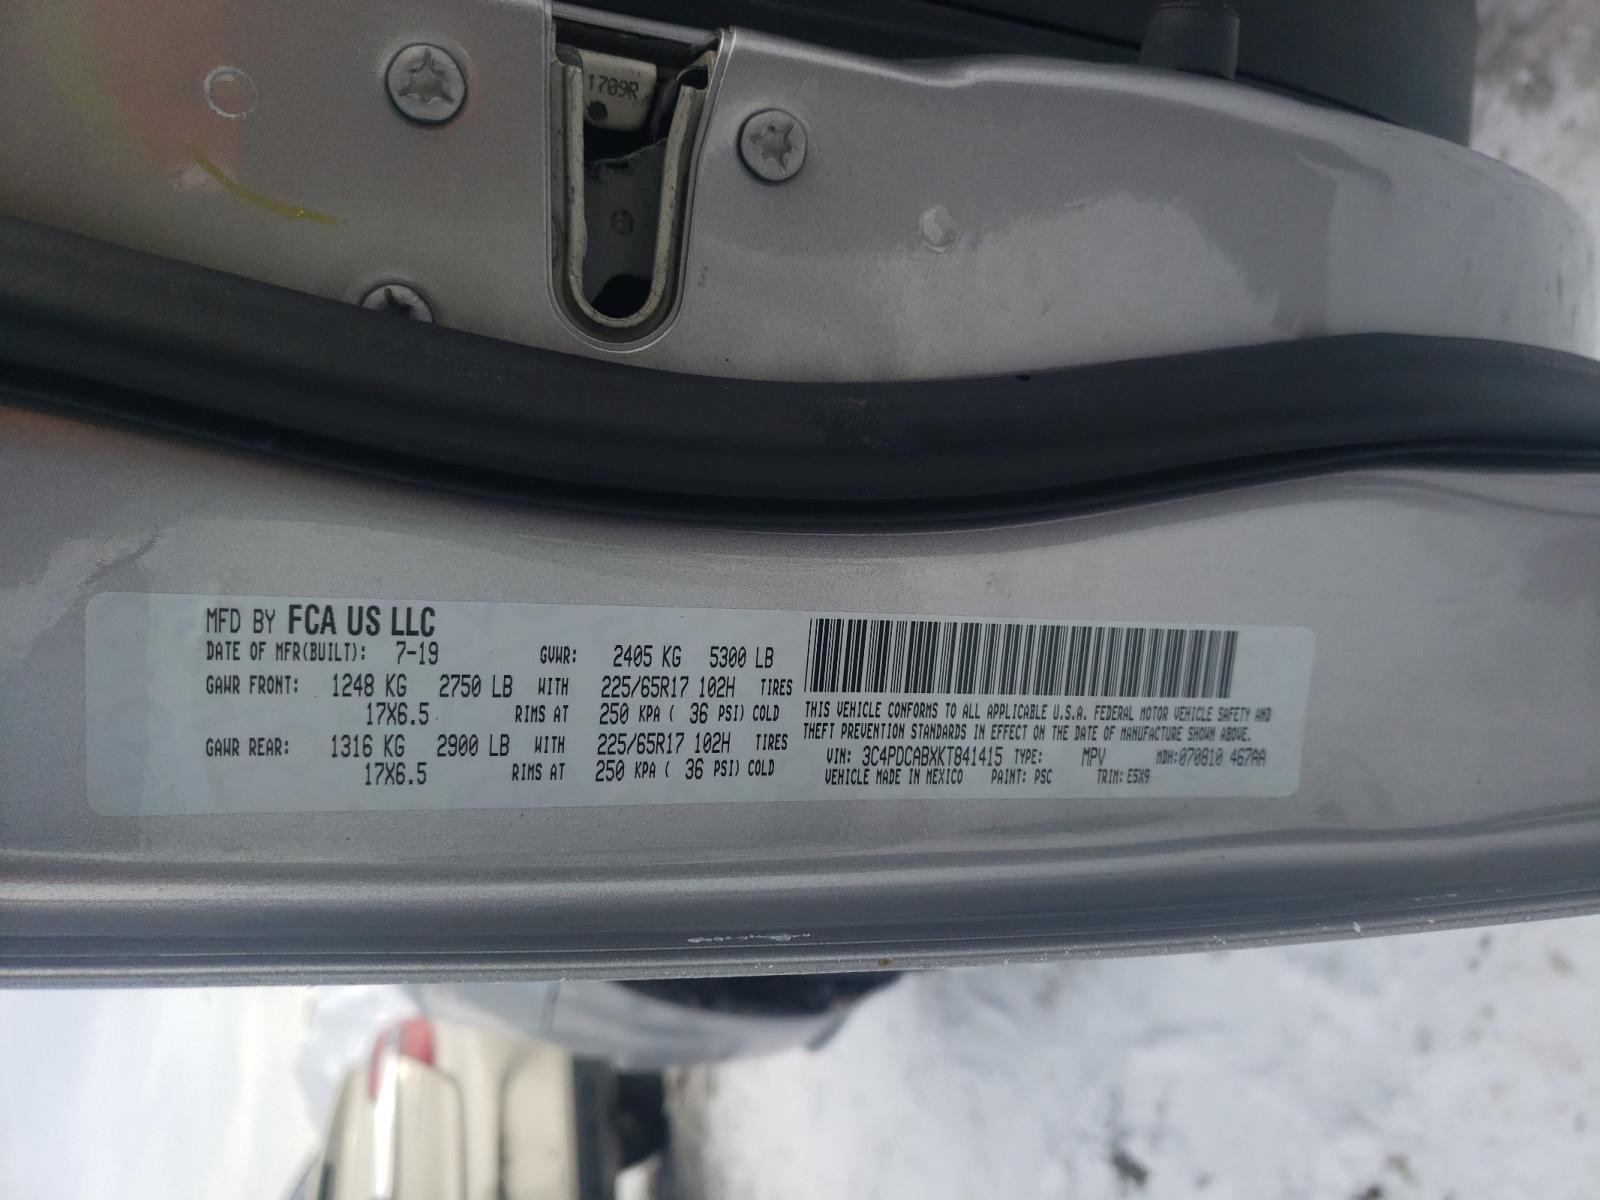 1709R
MFD BY FCA US LLC
DATE OF MFR(BUILT): 7-19 GVWR: 2405 KG 5300 LB
GAWR FRONT: 1248 KG 2750 LB WITH 225/65R17 102H TIRES
17X6.5 RIMS AT 250 KPA ( 36 PSI) COLD
GAWR REAR: 1316 KG 2900 LB WITH 225/65R17 102H TIRES
17X6.5 RIMS AT 250 KPA ( 36 PSI) COLD
THIS VEHICLE CONFORMS TO ALL APPLICABLE U.S.A. FEDERAL MOTOR VEHICLE SAFETY AND
THEFT PREVENTION STANDARDS IN EFFECT ON THE DATE OF MANUFACTURE SHOWN ABOVE.
VIN: 3C4PDCABXKT841415 TYPE: MPV MDH:070810 467AA
VEHICLE MADE IN MEXICO PAINT: PSC TRIM: E5X9